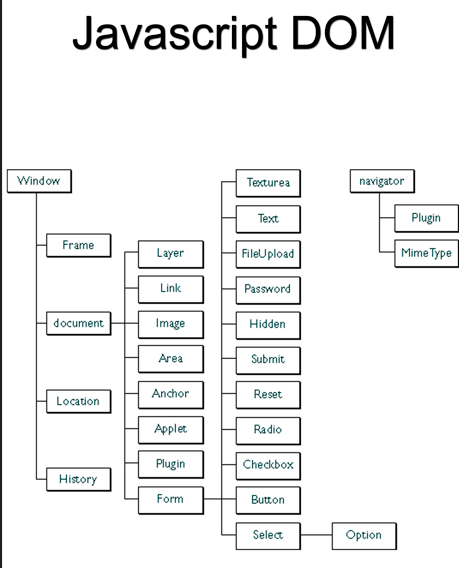 Javascript DOM
Window
Frame
document
Location
History
Layer
Link
Image
Area
Anchor
Applet
Plugin
Form
Texturea
Text
FileUpload
Password
Hidden
Submit
Reset
Radio
Checkbox
Button
Select
Option
navigator
Plugin
MimeType